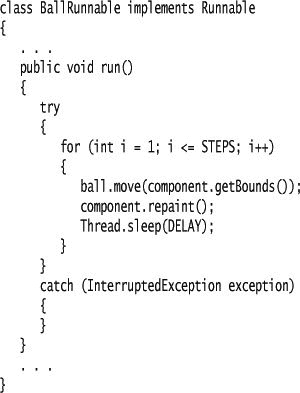 class BallRunnable implements Runnable
{
   . . .
   public void run()
   {
      try
      {
         for (int i = 1; i <= STEPS; i++)
         {
            ball.move(component.getBounds());
            component.repaint();
            Thread.sleep(DELAY);
         }
      }
      catch (InterruptedException exception)
      {
      }
   }
   . . .
}